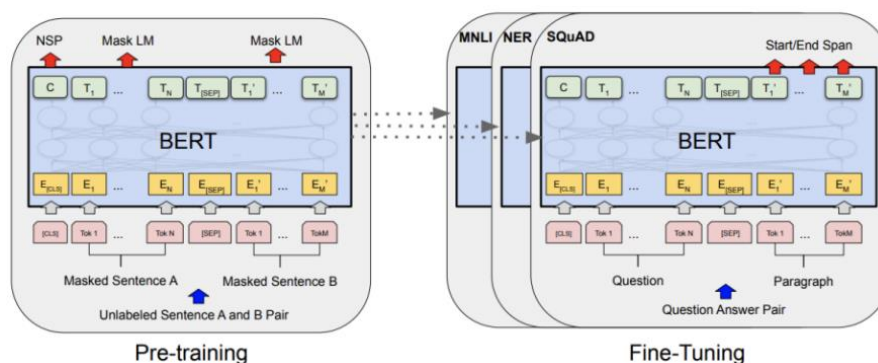 NSP Mask LM Mask LM
C T1 ... TN T[SEP] T1' ... TM'
BERT
E[CLS] E1 ... EN E[SEP] E1' ... EM'
[CLS] Tok 1 ... Tok N [SEP] Tok 1 ... TokM
Masked Sentence A Masked Sentence B
Unlabeled Sentence A and B Pair
Pre-training
MNLI NER SQuAD
Start/End Span
C T1 ... TN T[SEP] T1' ... TM'
BERT
E[CLS] E1 ... EN E[SEP] E1' ... EM'
[CLS] Tok 1 ... Tok N [SEP] Tok 1 ... TokM
Question Paragraph
Question Answer Pair
Fine-Tuning